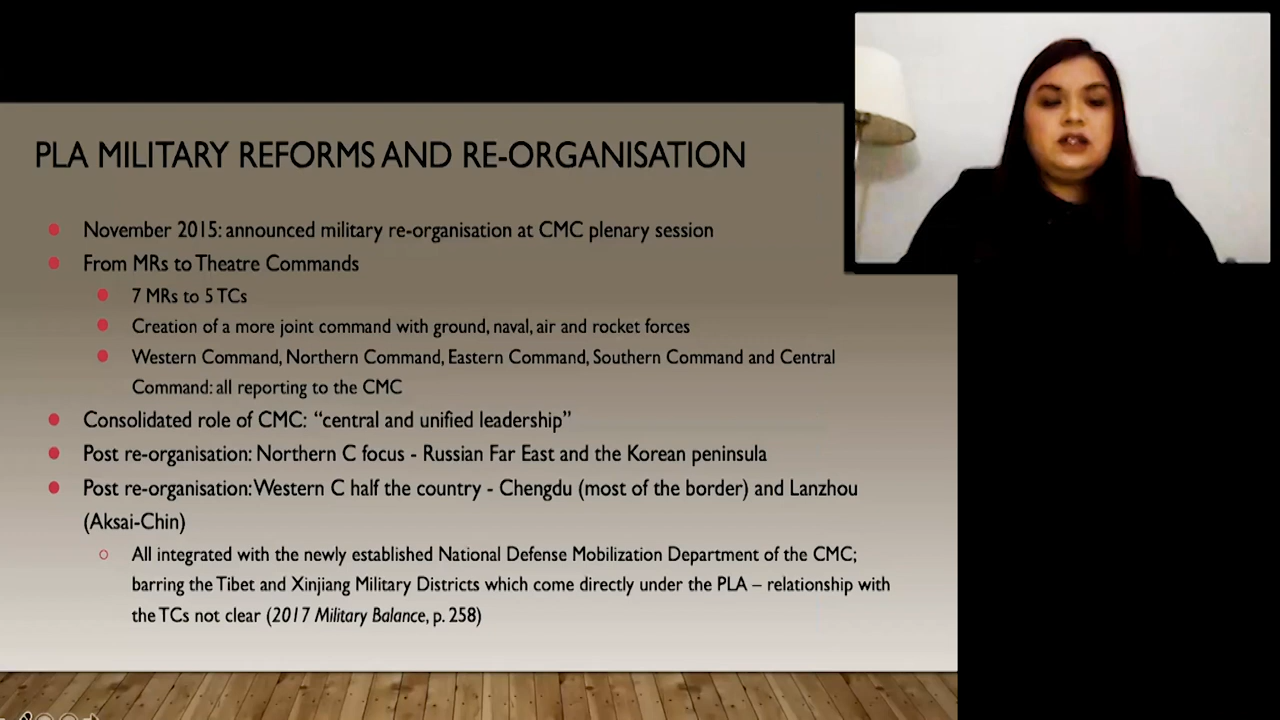 PLA MILITARY REFORMS AND RE-ORGANISATION
November 2015: announced military re-organisation at CMC plenary session
From MRs to Theatre Commands
7 MRs to 5 TCs
Creation of a more joint command with ground, naval, air and rocket forces
Western Command, Northern Command, Eastern Command, Southern Command and Central
Command: all reporting to the CMC
Consolidated role of CMC: “central and unified leadership”
Post re-organisation: Northern C focus - Russian Far East and the Korean peninsula
Post re-organisation: Western C half the country - Chengdu (most of the border) and Lanzhou
(Aksai-Chin)
All integrated with the newly established National Defense Mobilization Department of the CMC;
barring the Tibet and Xinjiang Military Districts which come directly under the PLA – relationship with
the TCs not clear (2017 Military Balance, p. 258)